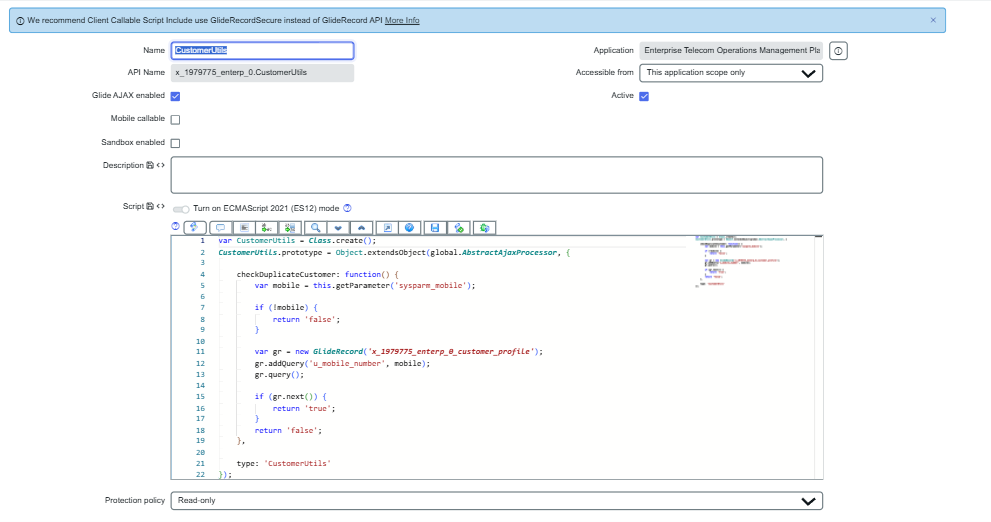 We recommend Client Callable Script Include use GlideRecordSecure instead of GlideRecord API More Info
Name CustomerUtils
Application Enterprise Telecom Operations Management Pla
API Name x_1979775_enterp_0.CustomerUtils
Accessible from This application scope only
Glide AJAX enabled
Active
Mobile callable
Sandbox enabled
Description
Script
Turn on ECMAScript 2021 (ES12) mode
1 var CustomerUtils = Class.create();
2 CustomerUtils.prototype = Object.extendsObject(global.AbstractAjaxProcessor, {
3
4 checkDuplicateCustomer: function() {
5 var mobile = this.getParameter('sysparm_mobile');
6
7 if (!mobile) {
8 return 'false';
9 }
10
11 var gr = new GlideRecord('x_1979775_enterp_0_customer_profile');
12 gr.addQuery('u_mobile_number', mobile);
13 gr.query();
14
15 if (gr.next()) {
16 return 'true';
17 }
18 return 'false';
19 },
20
21 type: 'CustomerUtils'
22 });
Protection policy Read-only